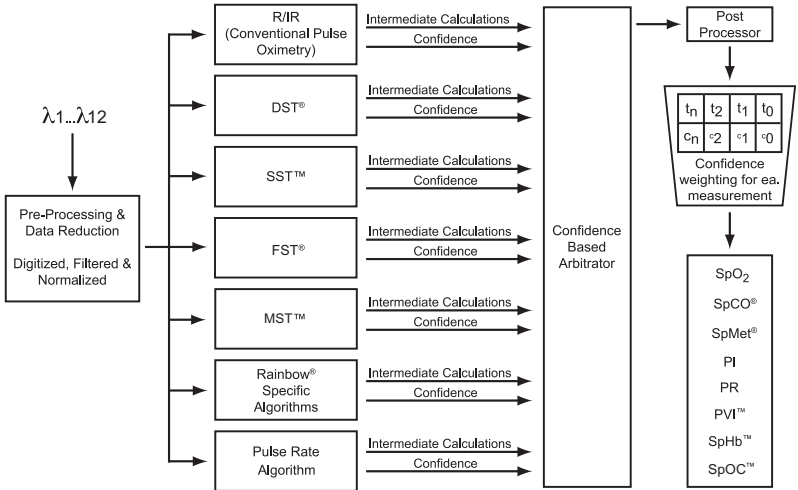 λ1...λ12
Pre-Processing &
Data Reduction
Digitized, Filtered &
Normalized
R/IR
(Conventional Pulse
Oximetry)
Intermediate Calculations
Confidence
DST®
Intermediate Calculations
Confidence
SST™
Intermediate Calculations
Confidence
FST®
Intermediate Calculations
Confidence
MST™
Intermediate Calculations
Confidence
Rainbow®
Specific
Algorithms
Intermediate Calculations
Confidence
Pulse Rate
Algorithm
Intermediate Calculations
Confidence
Confidence
Based
Arbitrator
Post
Processor
tn t2 t1 t0
cn c2 c1 c0
Confidence
weighting for ea.
measurement
SpO₂
SpCO®
SpMet®
PI
PR
PVI™
SpHb™
SpOC™